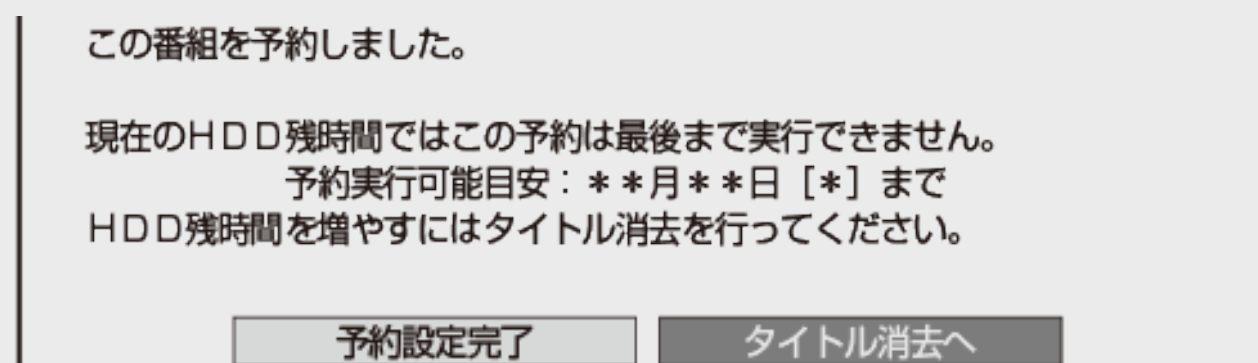 この番組を予約しました。
現在のＨＤＤ残時間ではこの予約は最後まで実行できません。
予約実行可能目安：＊＊月＊＊日［＊］まで
ＨＤＤ残時間を増やすにはタイトル消去を行ってください。
予約設定完了
タイトル消去へ